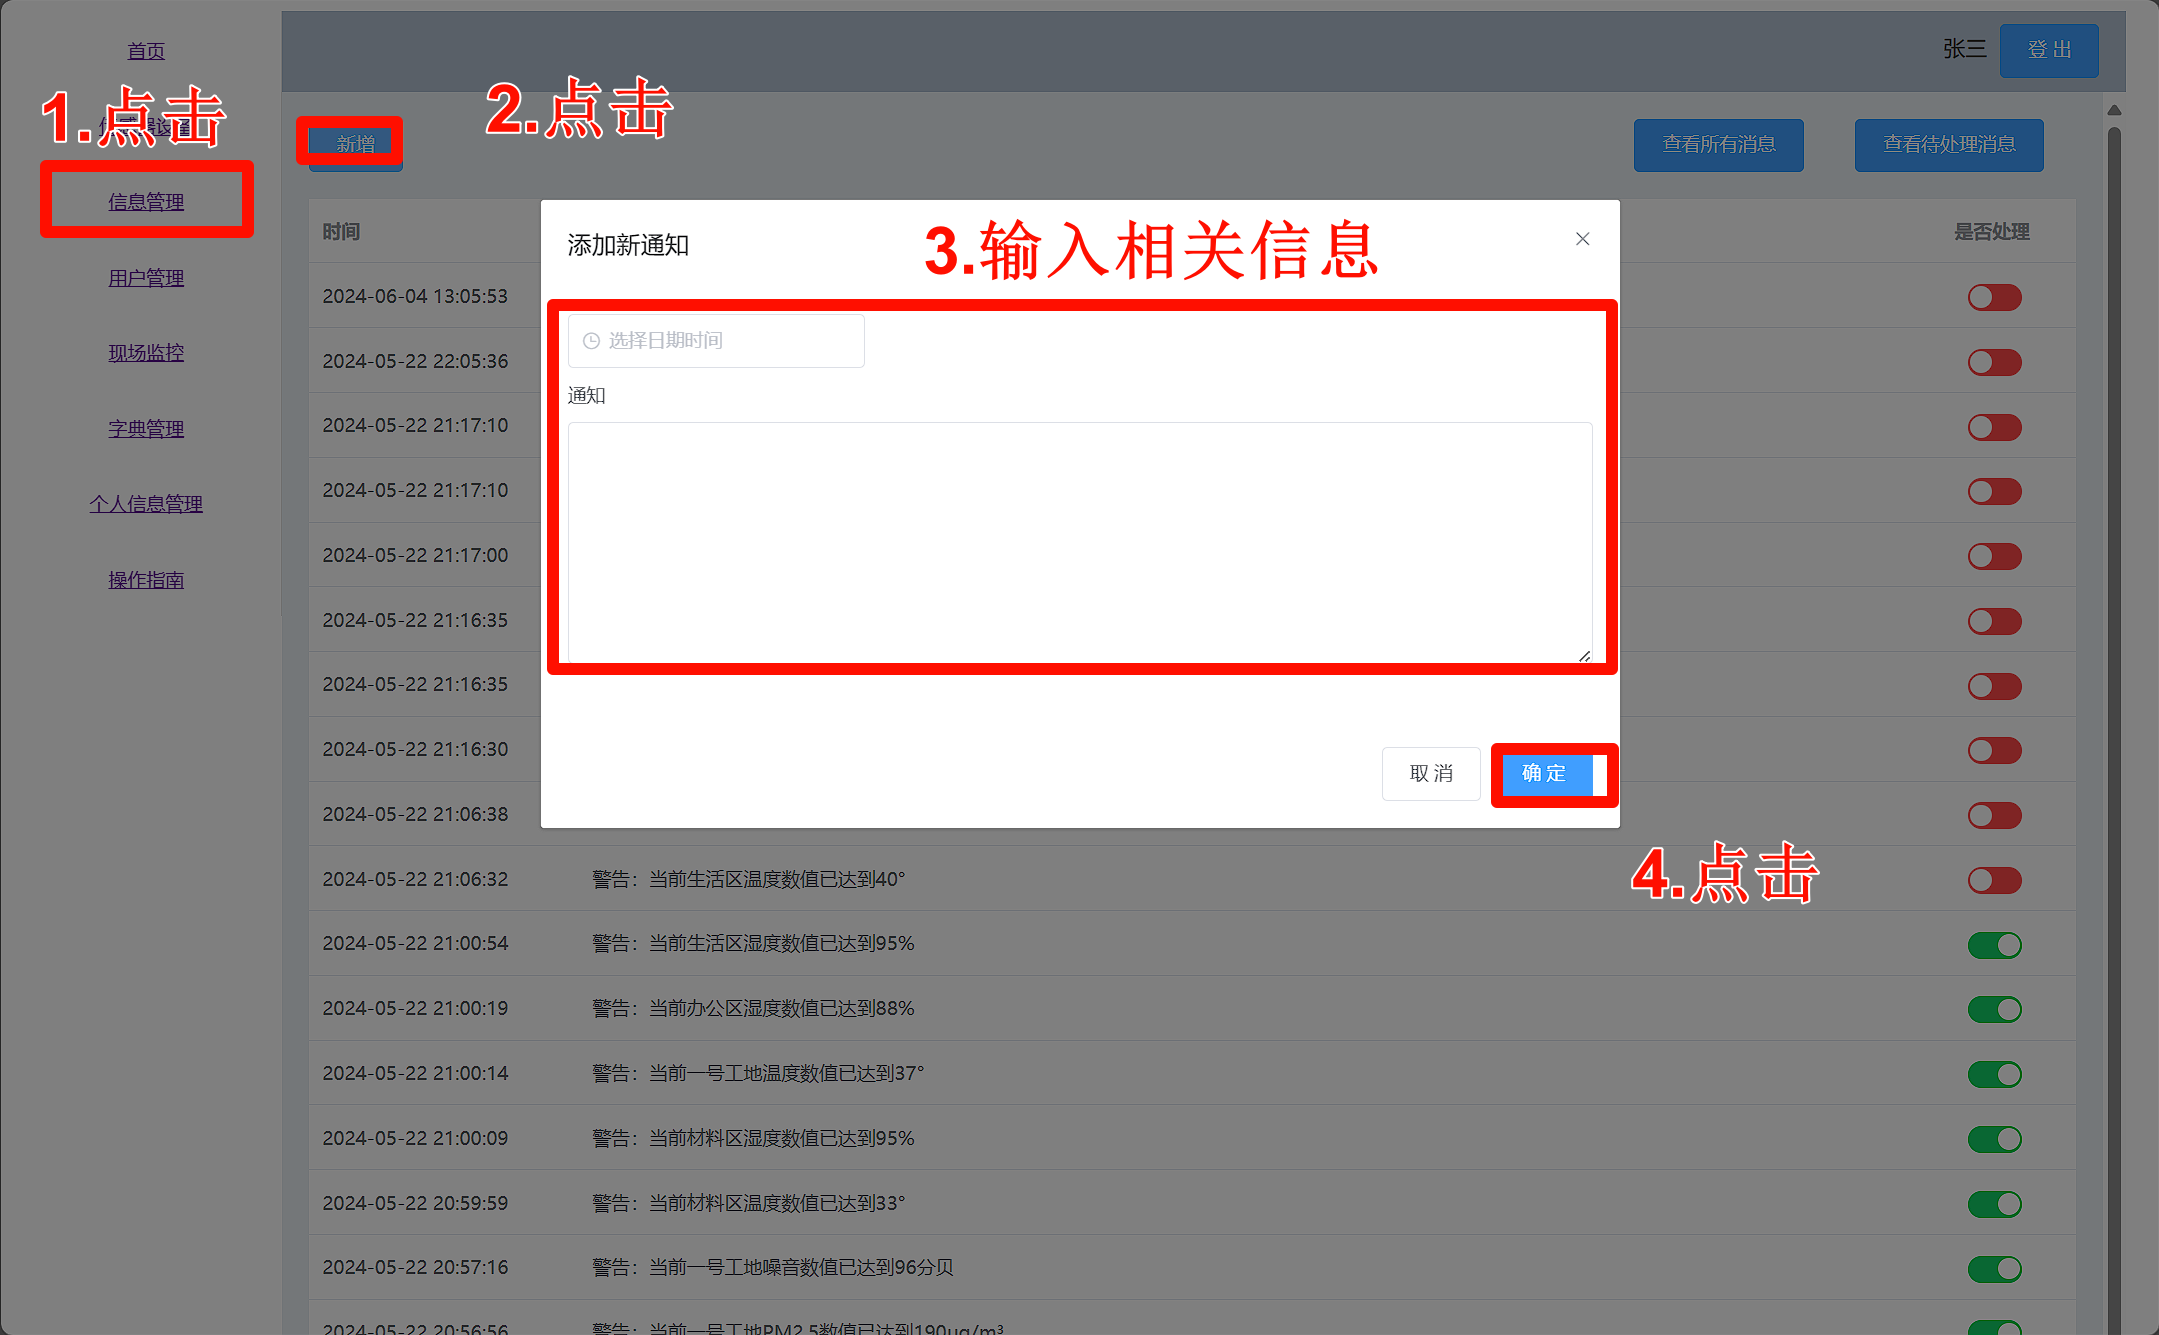 首页
1.点击
信息管理
用户管理
现场监控
字典管理
个人信息管理
操作指南
张三
登出
新增
2.点击
查看所有消息
查看待处理消息
时间
是否处理
添加新通知
3.输入相关信息
选择日期时间
通知
取消
确定
4.点击
2024-06-04 13:05:53
2024-05-22 22:05:36
2024-05-22 21:17:10
2024-05-22 21:17:10
2024-05-22 21:17:00
2024-05-22 21:16:35
2024-05-22 21:16:35
2024-05-22 21:16:30
2024-05-22 21:06:38
2024-05-22 21:06:32 警告：当前生活区温度数值已达到40°
2024-05-22 21:00:54 警告：当前生活区湿度数值已达到95%
2024-05-22 21:00:19 警告：当前办公区湿度数值已达到88%
2024-05-22 21:00:14 警告：当前一号工地温度数值已达到37°
2024-05-22 21:00:09 警告：当前材料区湿度数值已达到95%
2024-05-22 20:59:59 警告：当前材料区温度数值已达到33°
2024-05-22 20:57:16 警告：当前一号工地噪音数值已达到96分贝
2024-05-22 20:56:56 警告：当前一号工地PM2.5数值已达到190ug/m³